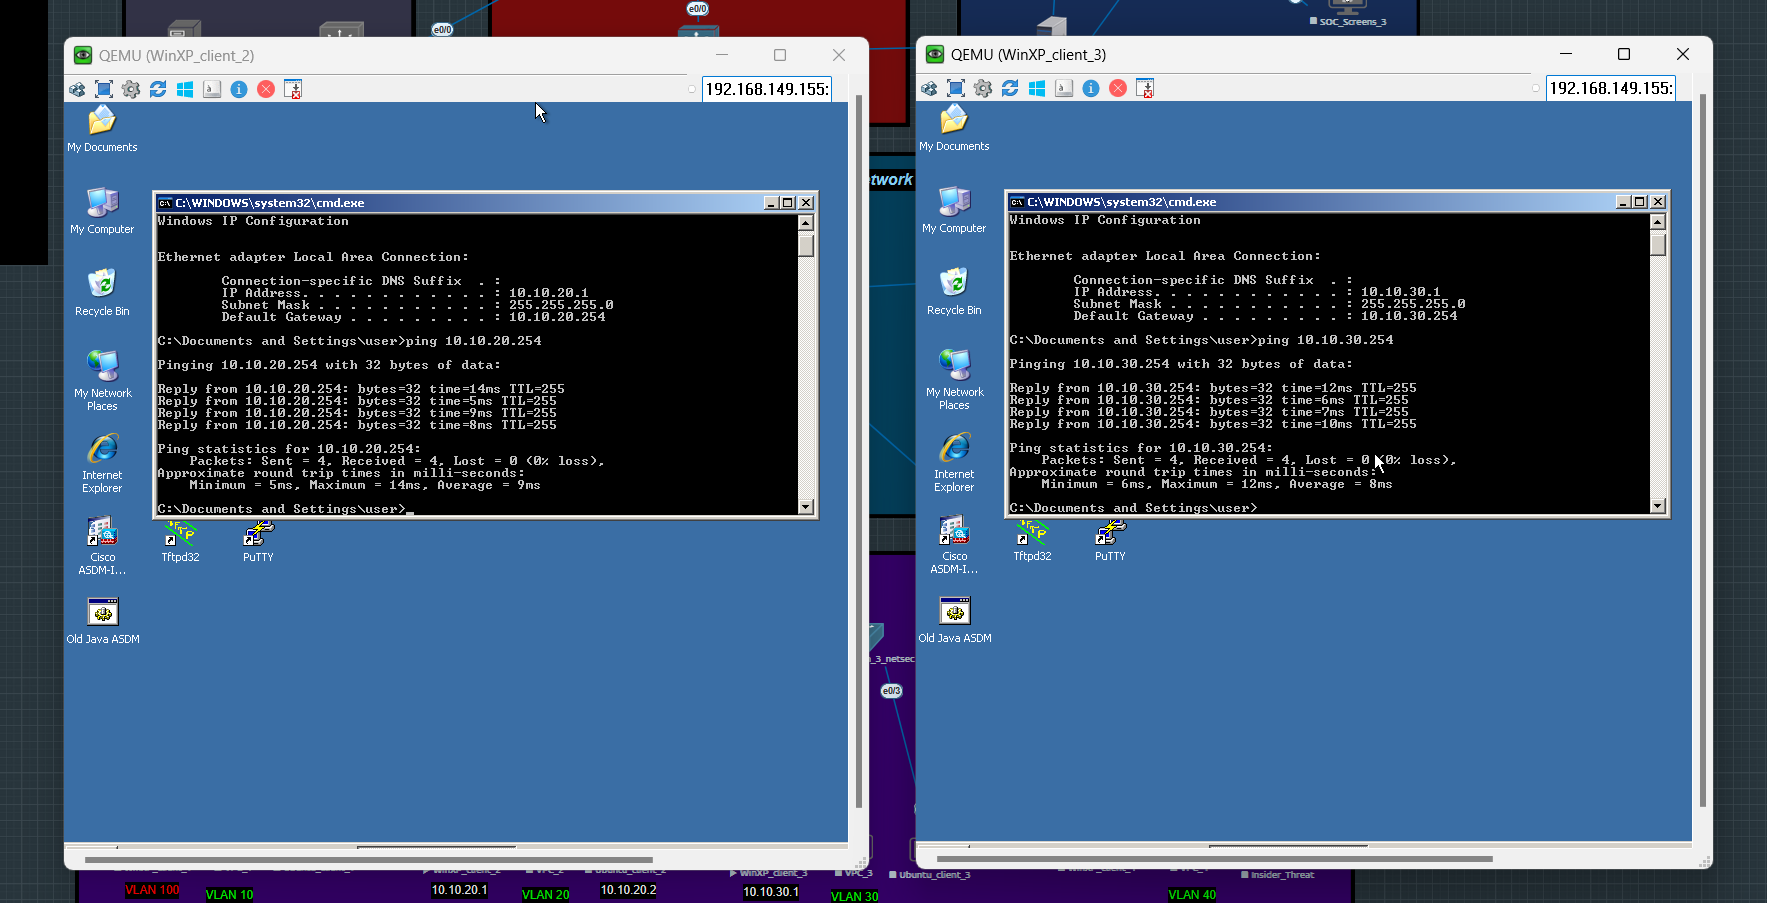 e0/0
e0/0
SOC_Screens_3
QEMU (WinXP_client_2)
192.168.149.155:
My Documents
My Computer
Recycle Bin
My Network
Places
Internet
Explorer
Cisco
ASDM-I...
Tftpd32
PuTTY
Old Java ASDM
C:\WINDOWS\system32\cmd.exe
Windows IP Configuration
Ethernet adapter Local Area Connection:
Connection-specific DNS Suffix  . :
IP Address. . . . . . . . . . . . : 10.10.20.1
Subnet Mask . . . . . . . . . . . : 255.255.255.0
Default Gateway . . . . . . . . . : 10.10.20.254
C:\Documents and Settings\user>ping 10.10.20.254
Pinging 10.10.20.254 with 32 bytes of data:
Reply from 10.10.20.254: bytes=32 time=14ms TTL=255
Reply from 10.10.20.254: bytes=32 time=5ms TTL=255
Reply from 10.10.20.254: bytes=32 time=9ms TTL=255
Reply from 10.10.20.254: bytes=32 time=8ms TTL=255
Ping statistics for 10.10.20.254:
Packets: Sent = 4, Received = 4, Lost = 0 (0% loss),
Approximate round trip times in milli-seconds:
Minimum = 5ms, Maximum = 14ms, Average = 9ms
C:\Documents and Settings\user>_
twork
_3_netsec
e0/3
QEMU (WinXP_client_3)
192.168.149.155:
My Documents
My Computer
Recycle Bin
My Network
Places
Internet
Explorer
Cisco
ASDM-I...
Tftpd32
PuTTY
Old Java ASDM
C:\WINDOWS\system32\cmd.exe
Windows IP Configuration
Ethernet adapter Local Area Connection:
Connection-specific DNS Suffix  . :
IP Address. . . . . . . . . . . . : 10.10.30.1
Subnet Mask . . . . . . . . . . . : 255.255.255.0
Default Gateway . . . . . . . . . : 10.10.30.254
C:\Documents and Settings\user>ping 10.10.30.254
Pinging 10.10.30.254 with 32 bytes of data:
Reply from 10.10.30.254: bytes=32 time=12ms TTL=255
Reply from 10.10.30.254: bytes=32 time=6ms TTL=255
Reply from 10.10.30.254: bytes=32 time=7ms TTL=255
Reply from 10.10.30.254: bytes=32 time=10ms TTL=255
Ping statistics for 10.10.30.254:
Packets: Sent = 4, Received = 4, Lost = 0 (0% loss),
Approximate round trip times in milli-seconds:
Minimum = 6ms, Maximum = 12ms, Average = 8ms
C:\Documents and Settings\user>
WinXP_client_2
VPC_2
Ubuntu_client_2
WinXP_client_3
VPC_3
Ubuntu_client_3
Insider_Threat
VLAN 100
VLAN 10
10.10.20.1
VLAN 20
10.10.20.2
10.10.30.1
VLAN 30
VLAN 40